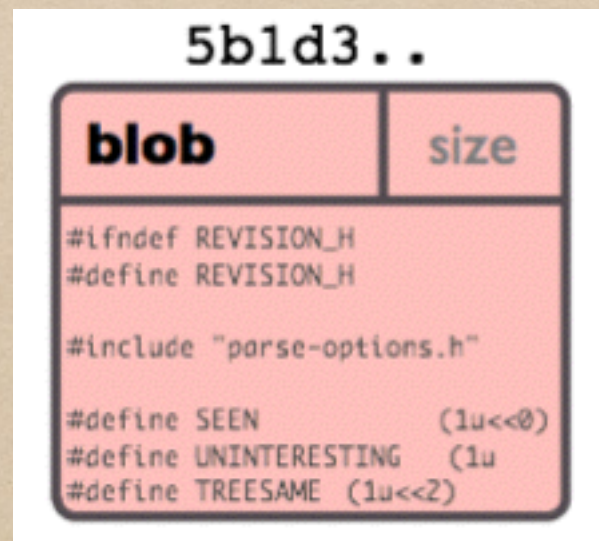 5b1d3..
blob size
#ifndef REVISION_H
#define REVISION_H
#include "parse-options.h"
#define SEEN (1u<<0)
#define UNINTERESTING (1u
#define TREESAME (1u<<2)